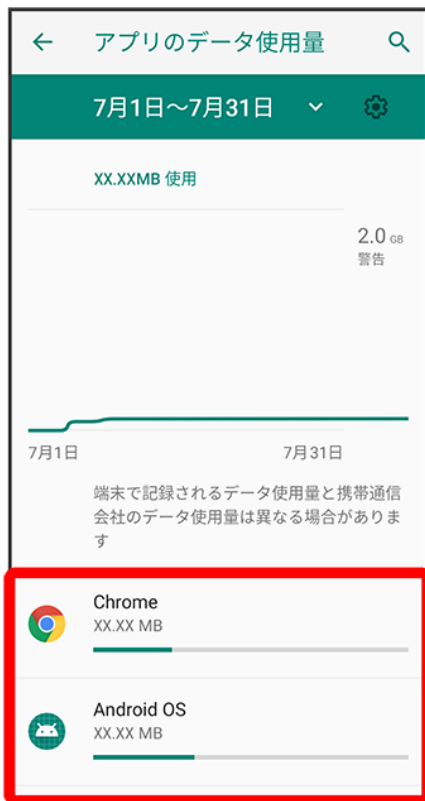 アプリのデータ使用量
7月1日～7月31日
XX.XXMB 使用
2.0 GB
警告
7月1日
7月31日
端末で記録されるデータ使用量と携帯通信
会社のデータ使用量は異なる場合がありま
す
Chrome
XX.XX MB
Android OS
XX.XX MB